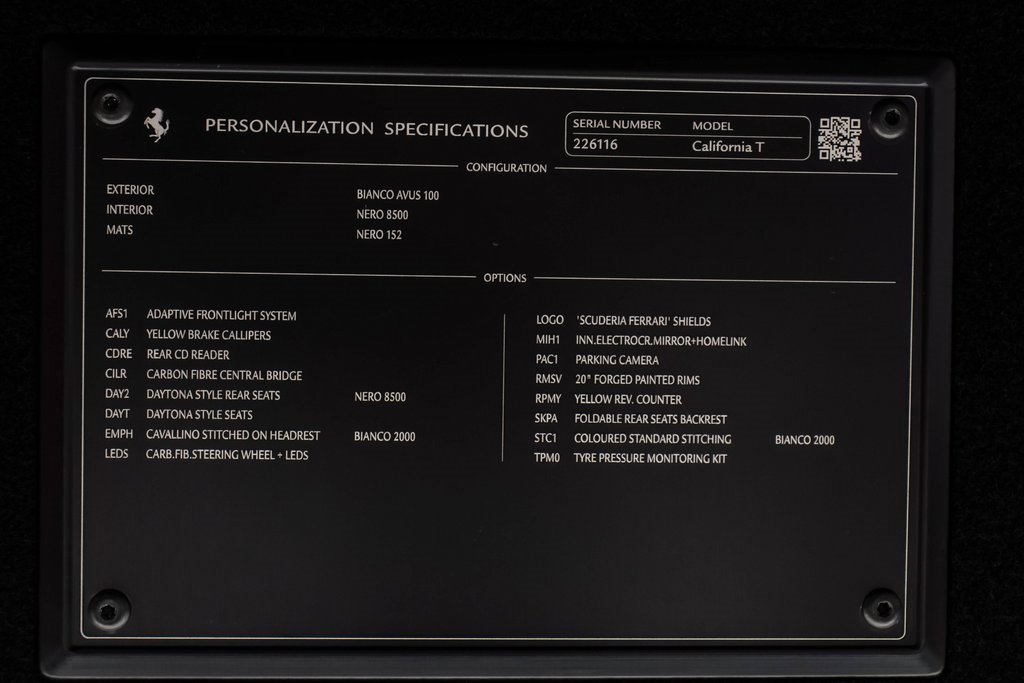 PERSONALIZATION SPECIFICATIONS
SERIAL NUMBER MODEL
226116 California T
CONFIGURATION
EXTERIOR BIANCO AVUS 100
INTERIOR NERO 8500
MATS NERO 152
OPTIONS
AFS1 ADAPTIVE FRONTLIGHT SYSTEM
CALY YELLOW BRAKE CALLIPERS
CDRE REAR CD READER
CILR CARBON FIBRE CENTRAL BRIDGE
DAY2 DAYTONA STYLE REAR SEATS NERO 8500
DAYT DAYTONA STYLE SEATS
EMPH CAVALLINO STITCHED ON HEADREST BIANCO 2000
LEDS CARB.FIB.STEERING WHEEL + LEDS
LOGO 'SCUDERIA FERRARI' SHIELDS
MIH1 INN.ELECTROCR.MIRROR+HOMELINK
PAC1 PARKING CAMERA
RMSV 20" FORGED PAINTED RIMS
RPMY YELLOW REV. COUNTER
SKPA FOLDABLE REAR SEATS BACKREST
STC1 COLOURED STANDARD STITCHING BIANCO 2000
TPM0 TYRE PRESSURE MONITORING KIT